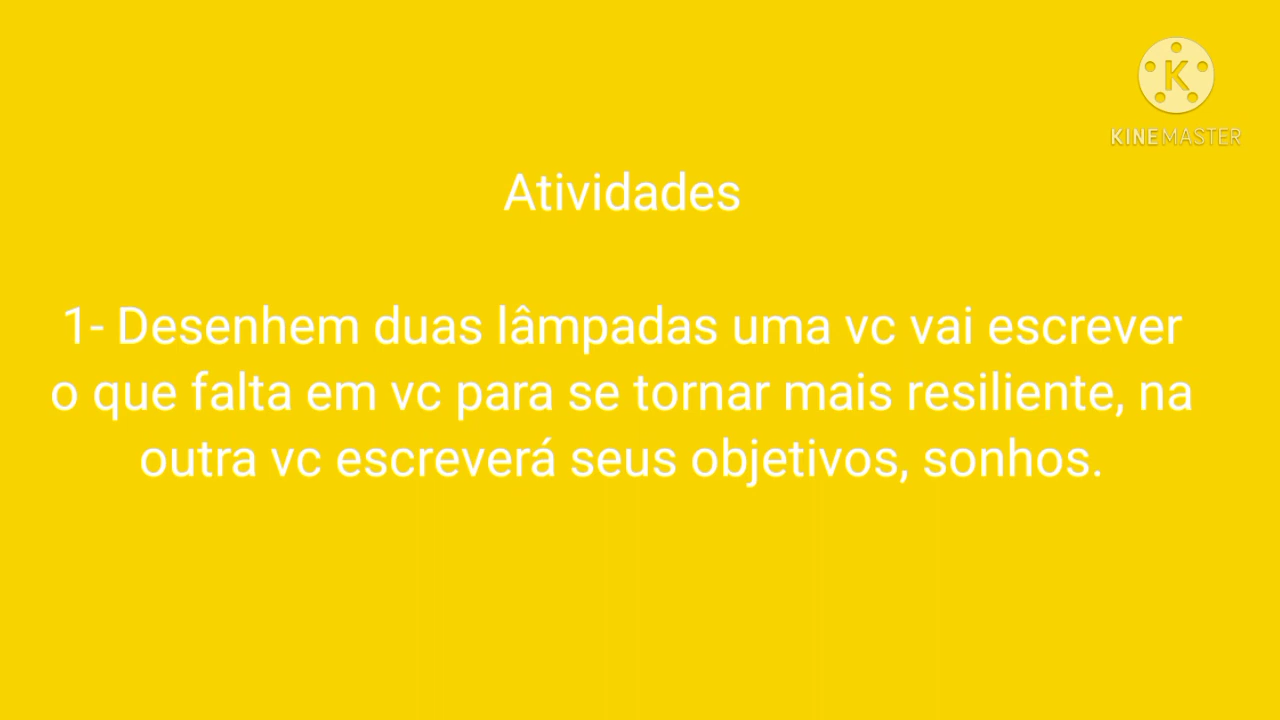 KINEMASTER
Atividades
1- Desenhem duas lâmpadas uma vc vai escrever
o que falta em vc para se tornar mais resiliente, na
outra vc escreverá seus objetivos, sonhos.